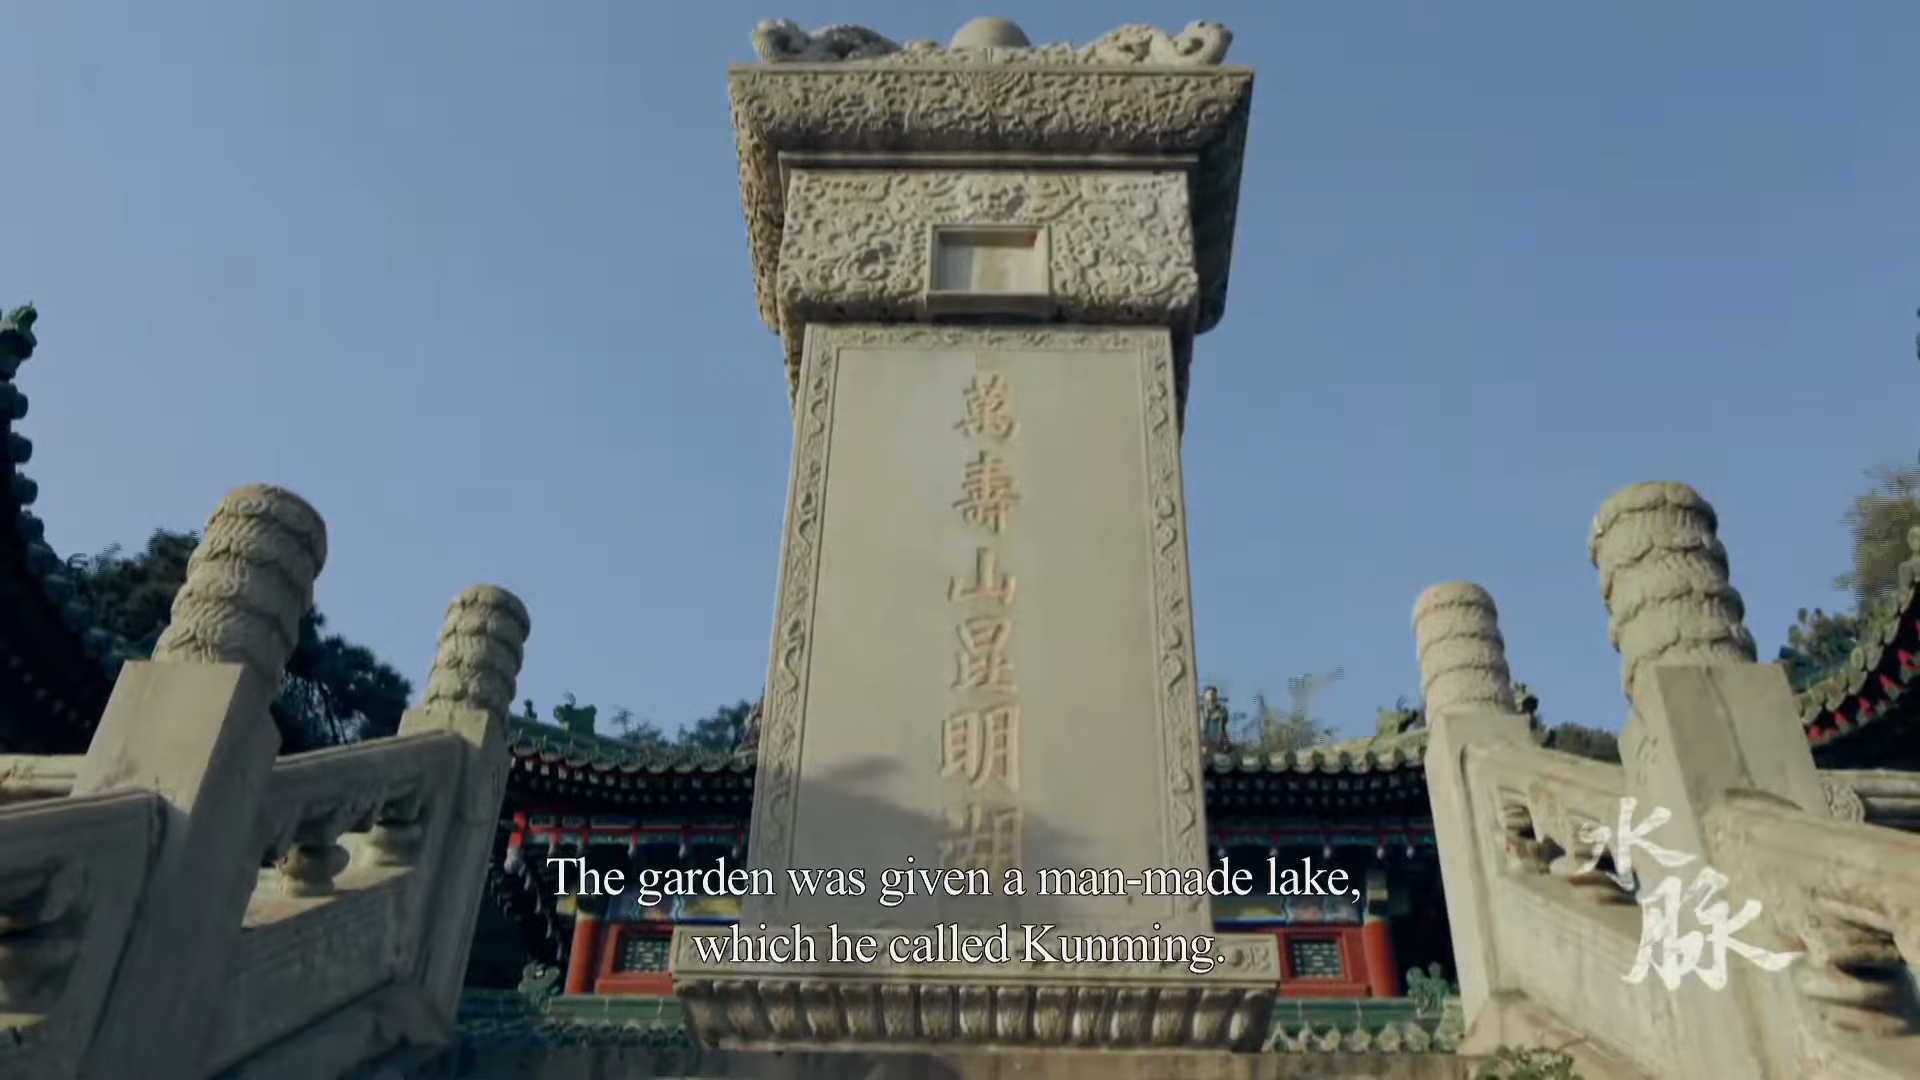 萬壽山昆明湖
The garden was given a man-made lake,
which he called Kunming.
水脉